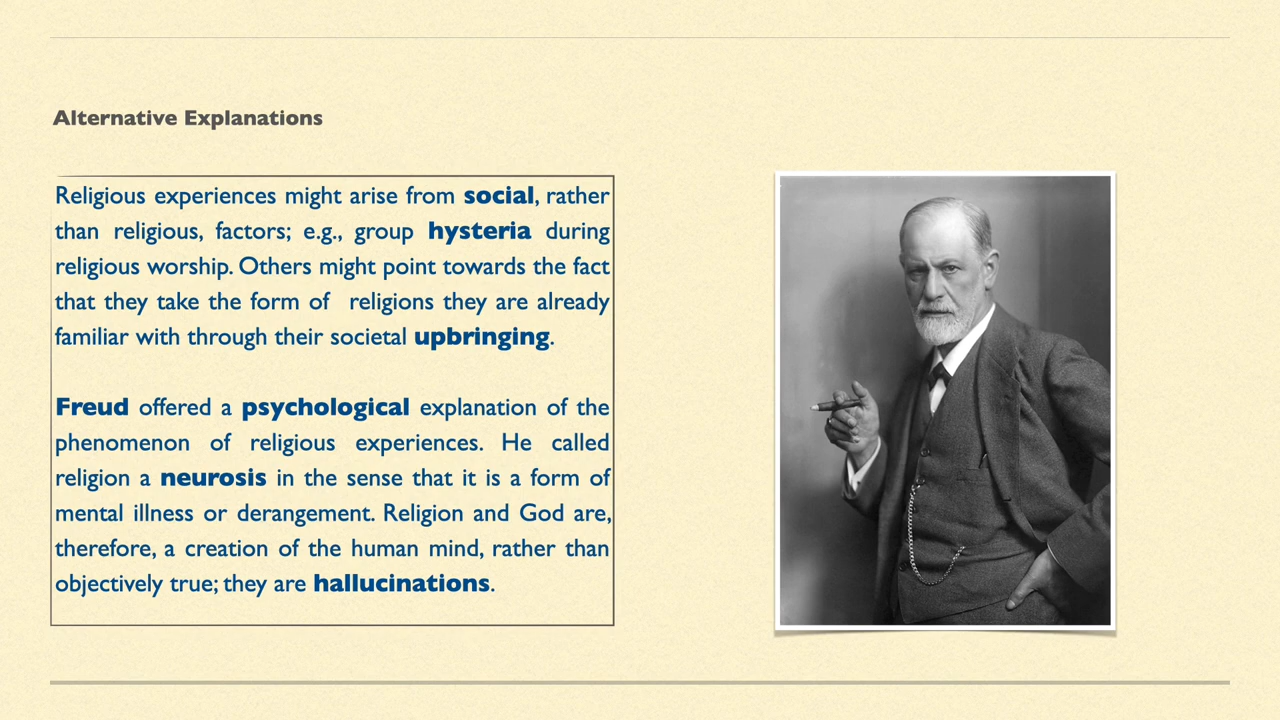 Alternative Explanations
Religious experiences might arise from social, rather
than religious, factors; e.g., group hysteria during
religious worship. Others might point towards the fact
that they take the form of  religions they are already
familiar with through their societal upbringing.
Freud offered a psychological explanation of the
phenomenon of religious experiences. He called
religion a neurosis in the sense that it is a form of
mental illness or derangement. Religion and God are,
therefore, a creation of the human mind, rather than
objectively true; they are hallucinations.